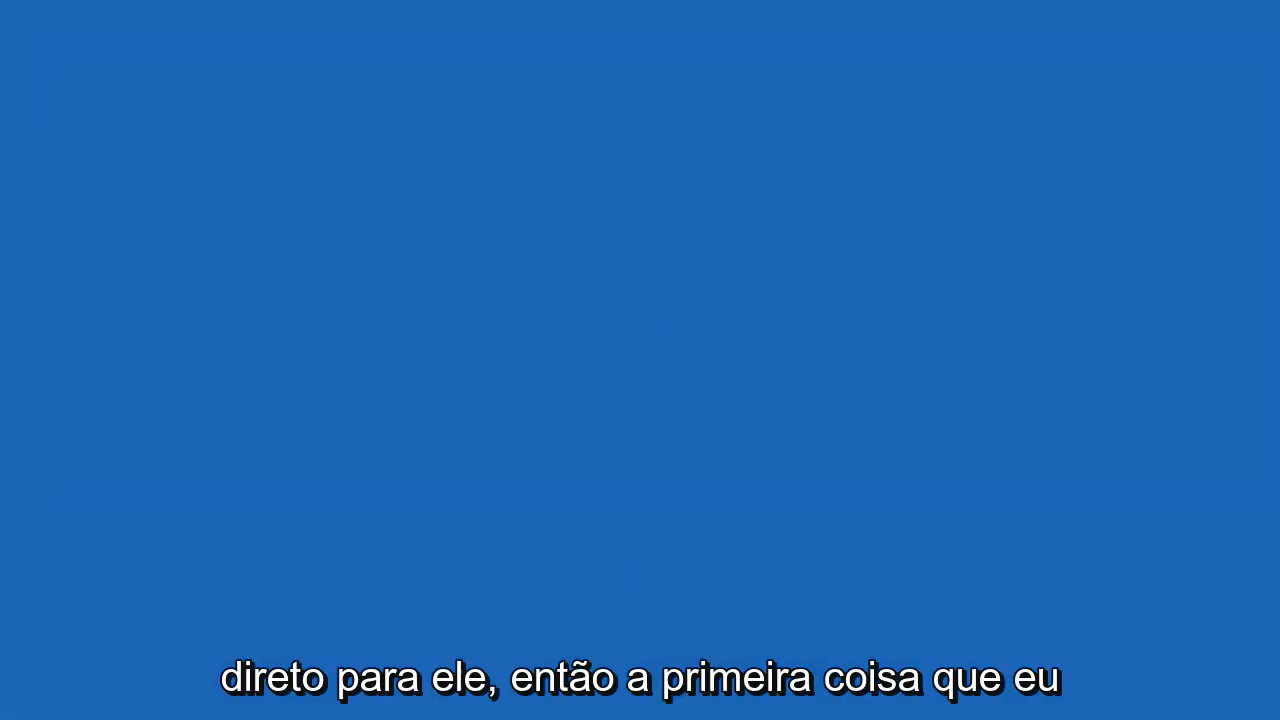 direto para ele, então a primeira coisa que eu